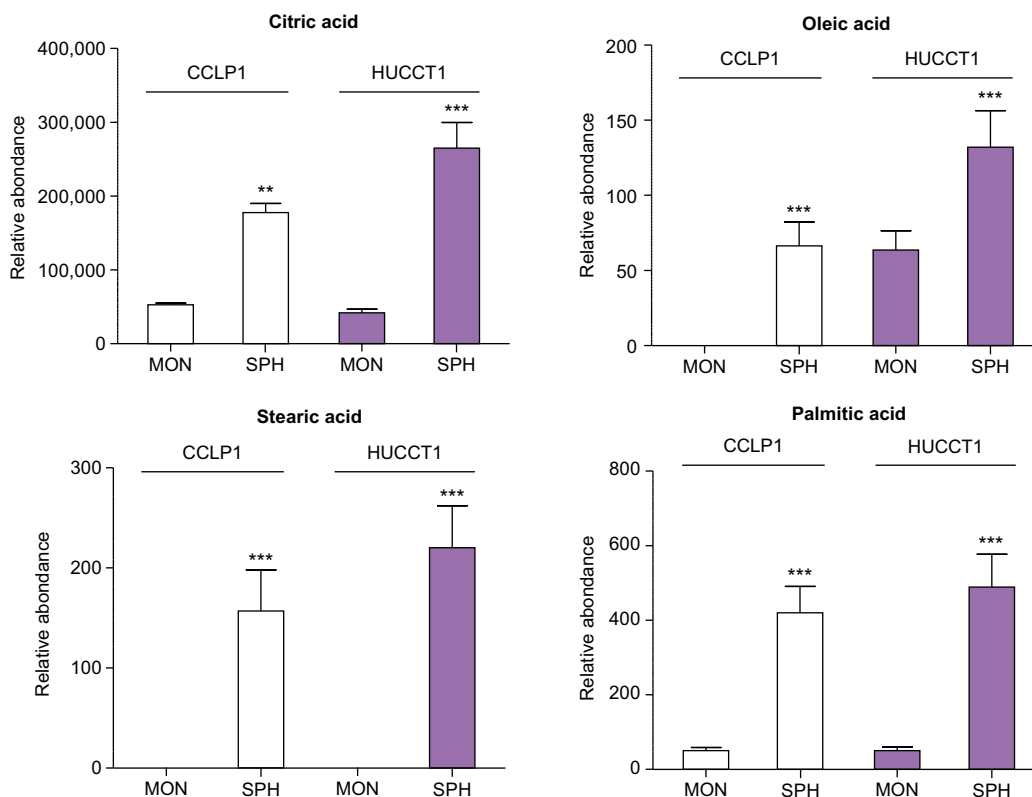 Citric acid
Relative abondance
400,000
300,000
200,000
100,000
0
CCLP1
HUCCT1
**
***
MON
SPH
MON
SPH
Oleic acid
Relative abondance
200
150
100
50
0
CCLP1
HUCCT1
***
***
MON
SPH
MON
SPH
Stearic acid
Relative abondance
300
200
100
0
CCLP1
HUCCT1
***
***
MON
SPH
MON
SPH
Palmitic acid
Relative abondance
800
600
400
200
0
CCLP1
HUCCT1
***
***
MON
SPH
MON
SPH